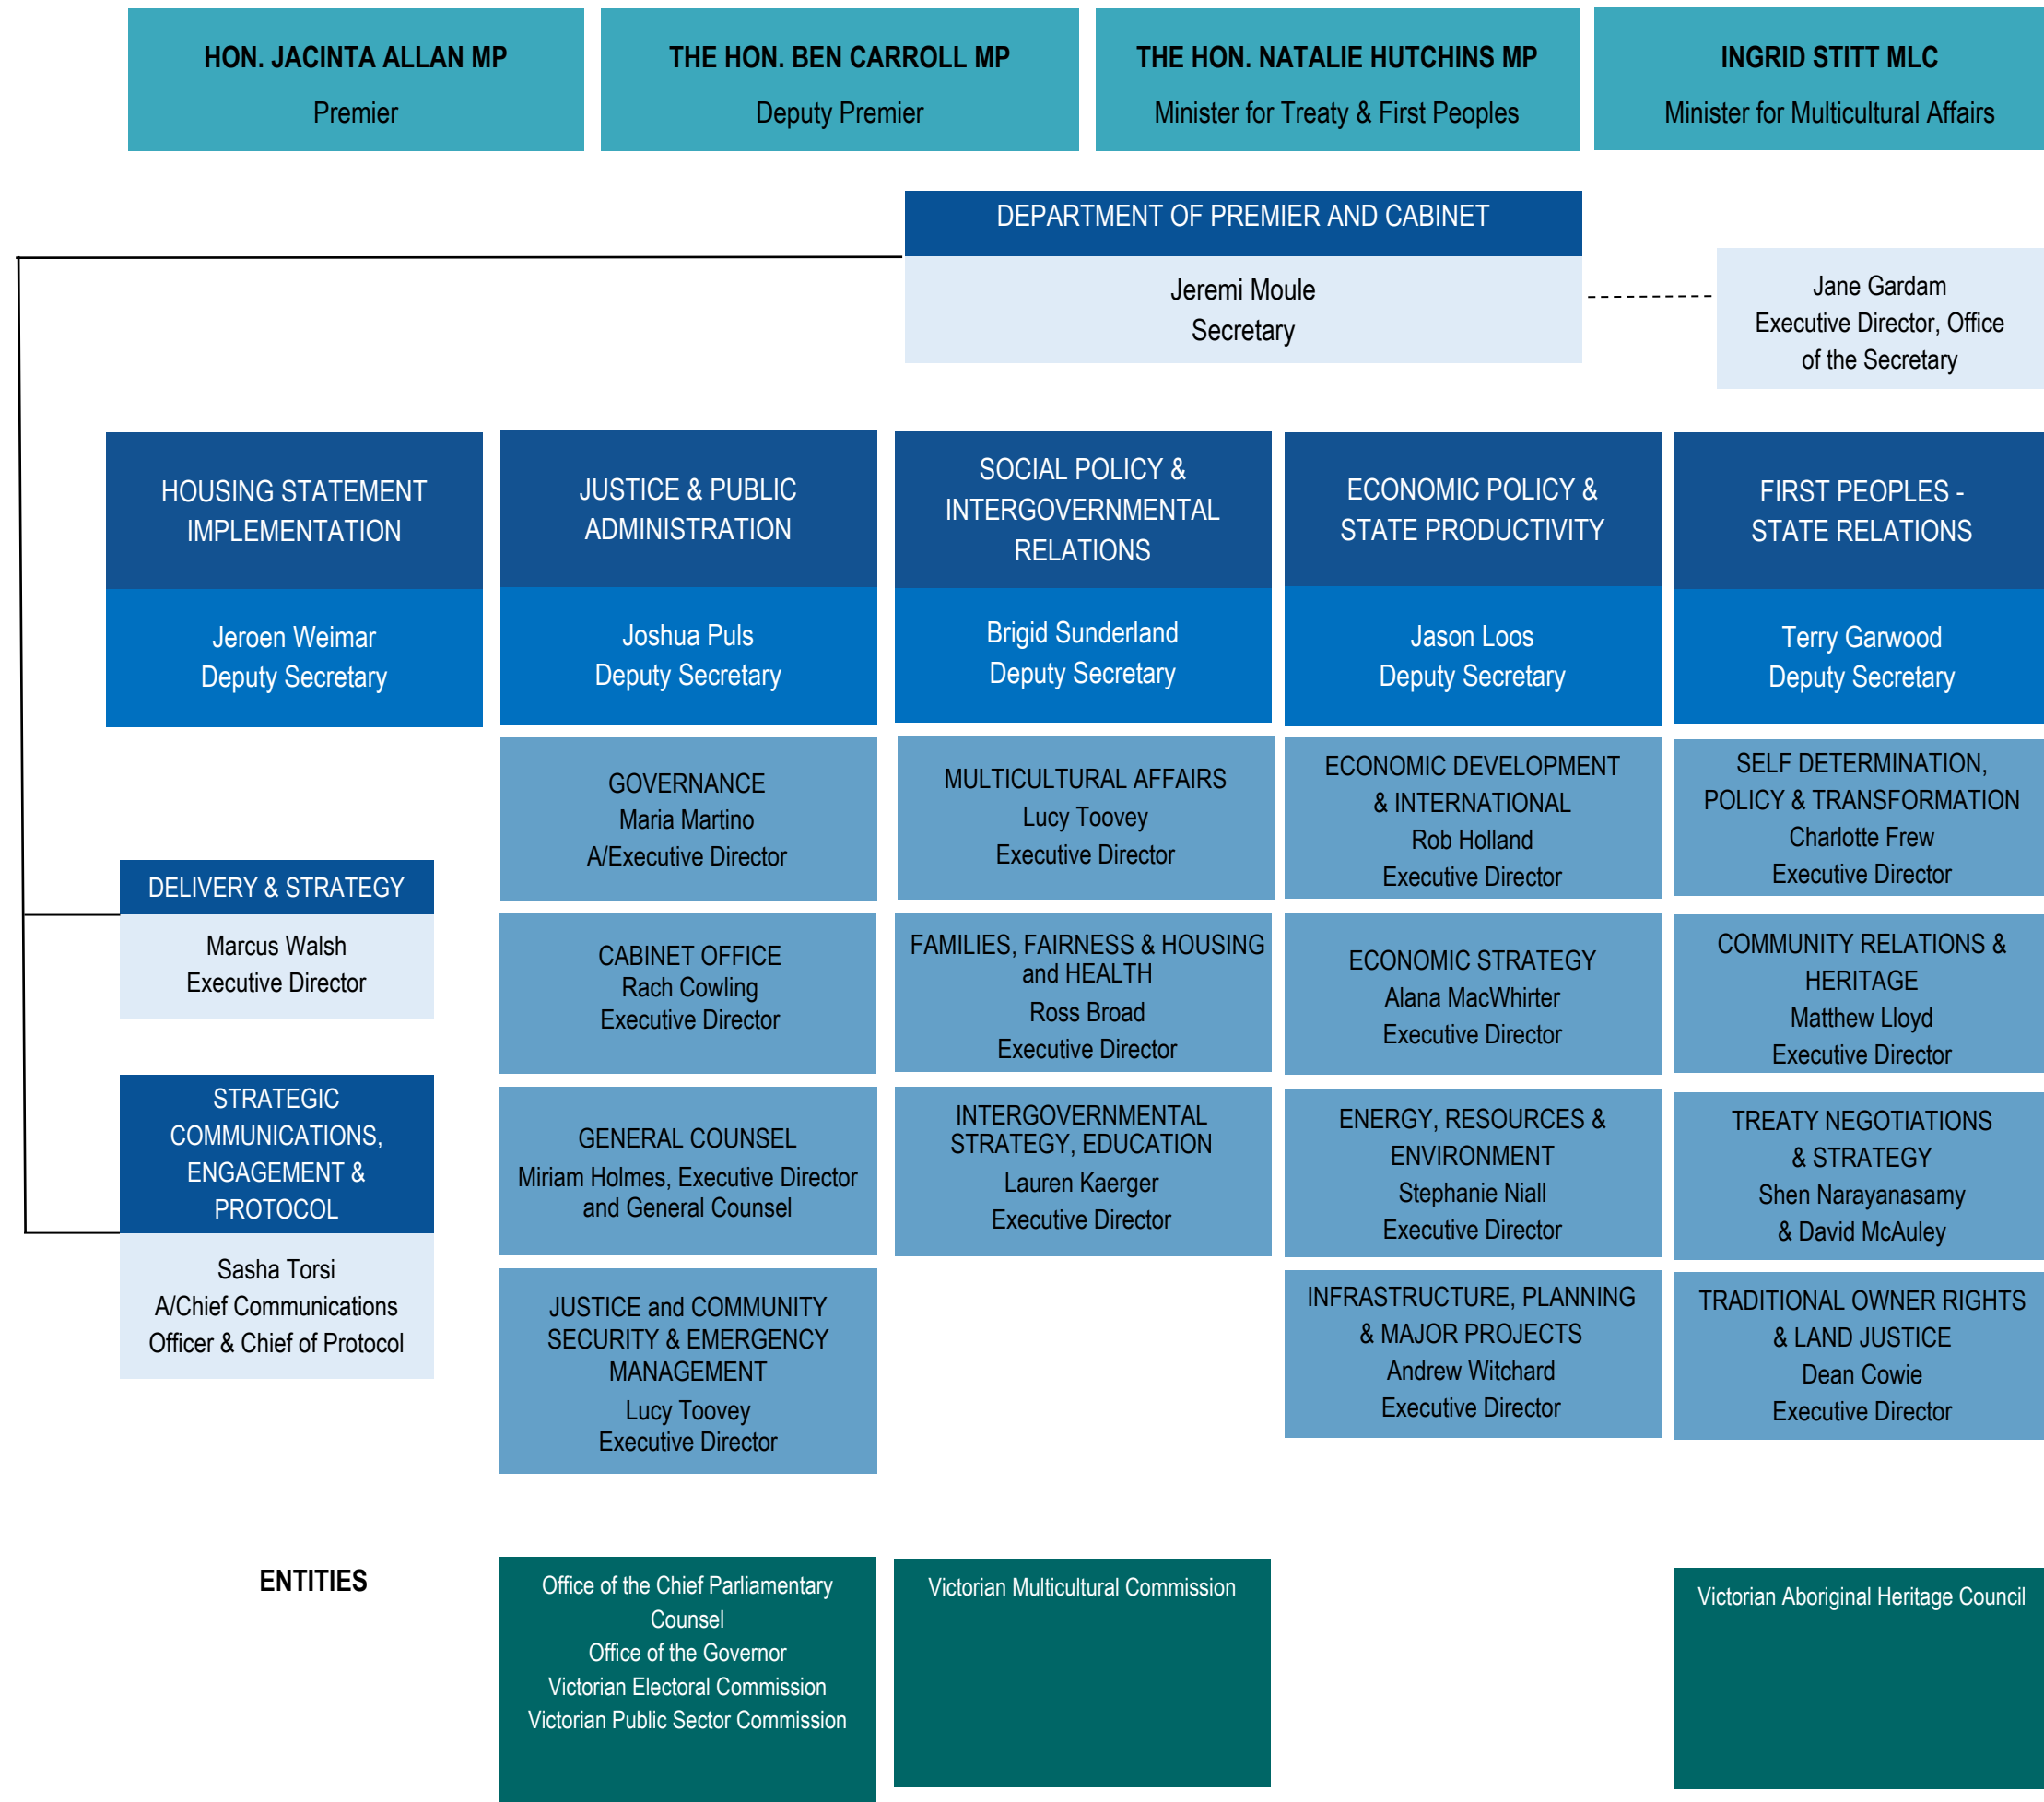 HON. JACINTA ALLAN MP
Premier
THE HON. BEN CARROLL MP
Deputy Premier
THE HON. NATALIE HUTCHINS MP
Minister for Treaty & First Peoples
INGRID STITT MLC
Minister for Multicultural Affairs
DEPARTMENT OF PREMIER AND CABINET
Jeremi Moule
Secretary
Jane Gardam
Executive Director, Office
of the Secretary
HOUSING STATEMENT
IMPLEMENTATION
Jeroen Weimar
Deputy Secretary
DELIVERY & STRATEGY
Marcus Walsh
Executive Director
STRATEGIC
COMMUNICATIONS,
ENGAGEMENT &
PROTOCOL
Sasha Torsi
A/Chief Communications
Officer & Chief of Protocol
JUSTICE & PUBLIC
ADMINISTRATION
Joshua Puls
Deputy Secretary
GOVERNANCE
Maria Martino
A/Executive Director
CABINET OFFICE
Rach Cowling
Executive Director
GENERAL COUNSEL
Miriam Holmes, Executive Director
and General Counsel
JUSTICE and COMMUNITY
SECURITY & EMERGENCY
MANAGEMENT
Lucy Toovey
Executive Director
SOCIAL POLICY &
INTERGOVERNMENTAL
RELATIONS
Brigid Sunderland
Deputy Secretary
MULTICULTURAL AFFAIRS
Lucy Toovey
Executive Director
FAMILIES, FAIRNESS & HOUSING
and HEALTH
Ross Broad
Executive Director
INTERGOVERNMENTAL
STRATEGY, EDUCATION
Lauren Kaerger
Executive Director
ECONOMIC POLICY &
STATE PRODUCTIVITY
Jason Loos
Deputy Secretary
ECONOMIC DEVELOPMENT
& INTERNATIONAL
Rob Holland
Executive Director
ECONOMIC STRATEGY
Alana MacWhirter
Executive Director
ENERGY, RESOURCES &
ENVIRONMENT
Stephanie Niall
Executive Director
INFRASTRUCTURE, PLANNING
& MAJOR PROJECTS
Andrew Witchard
Executive Director
FIRST PEOPLES -
STATE RELATIONS
Terry Garwood
Deputy Secretary
SELF DETERMINATION,
POLICY & TRANSFORMATION
Charlotte Frew
Executive Director
COMMUNITY RELATIONS &
HERITAGE
Matthew Lloyd
Executive Director
TREATY NEGOTIATIONS
& STRATEGY
Shen Narayanasamy
& David McAuley
TRADITIONAL OWNER RIGHTS
& LAND JUSTICE
Dean Cowie
Executive Director
ENTITIES
Office of the Chief Parliamentary
Counsel
Office of the Governor
Victorian Electoral Commission
Victorian Public Sector Commission
Victorian Multicultural Commission
Victorian Aboriginal Heritage Council